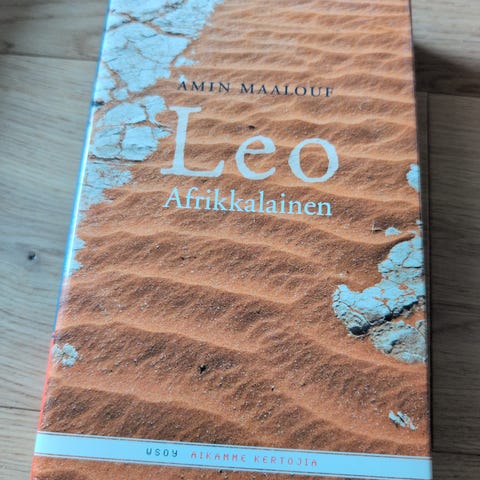 AMIN MAALOUF
Leo
Afrikkalainen
WSOY AIKAMME KERTOJIA